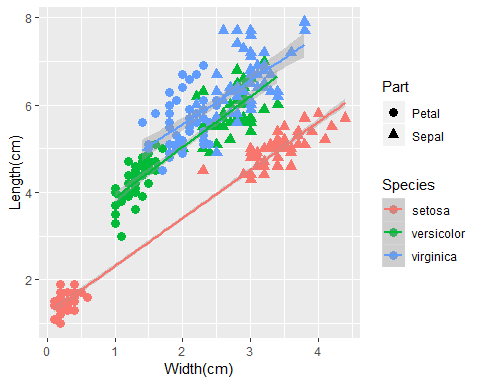 8
6
4
2
Length(cm)
0
1
2
3
4
Width(cm)
Part
Petal
Sepal
Species
setosa
versicolor
virginica